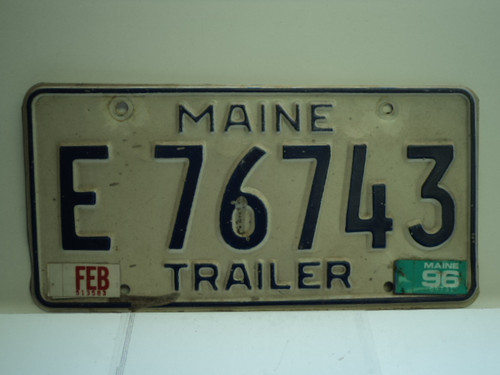 MAINE
E 76743
FEB
TRAILER
MAINE
96